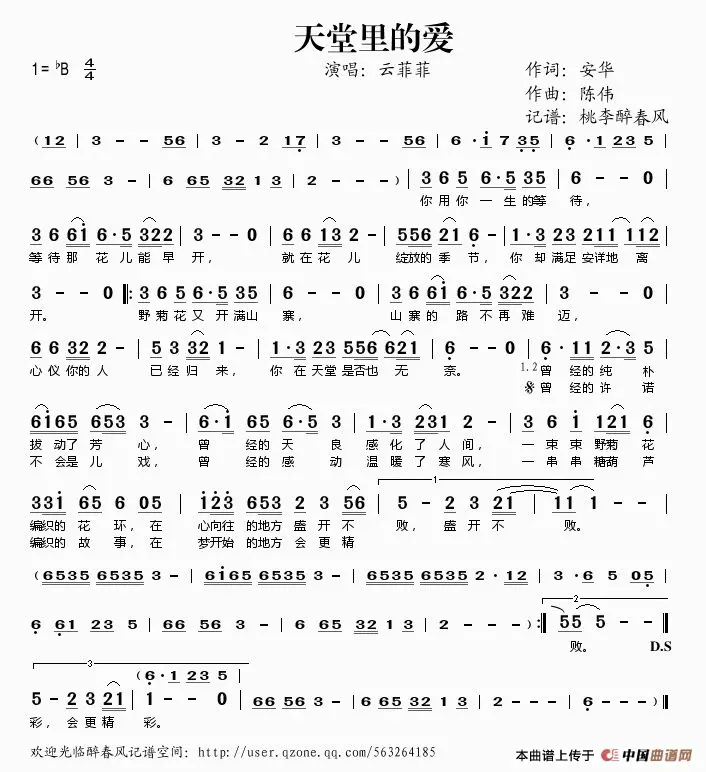 天堂里的爱
1= ♭B 4/4
演唱：云菲菲
作词：安华
作曲：陈伟
记谱：桃李醉春风
( 12 | 3 - - 56 | 3 - 2 17 | 3 - - 56 | 6 · i 7 35 | 6 · 1 235 |
66 56 3 - | 6 65 32 1 3 | 2 - - - ) | 3 6 5 6·5 35 | 6 - - 0 |
你用你一生的等待，
3 6 6i 6·5 322 | 3 - - 0 | 6 6 13 2 - | 556 21 6 - | 1·3 23 211 112 |
等待那花儿能早开， 就在花儿 绽放的季节， 你却满足安详地离
3 - - 0 ‖: 3 6 5 6·5 35 | 6 - - 0 | 3 6 6i 6·5 322 | 3 - - 0 |
开。 野菊花又开满山寨， 山寨的路不再难迈，
6 6 32 2 - | 5 3 32 1 - | 1·3 23 556 621 | 6 - - 0 | 6· 11 2·3 5 |
心仪你的人 已经归来， 你在天堂是否也无奈。 1.2 曾经的纯朴
曾经的许诺
6i65 653 3 - | 6·i 65 6·5 3 | 1·3 231 2 - | 3 6 i 121 6 |
拔动了芳心， 曾经的天良感化了人间， 一束束野菊花
不会是儿戏， 曾经的感动温暖了寒风， 一串串糖葫芦
33i 65 6 05 | i23 653 2 3 56 | 5 - 2 3 21 | - 11 1 - - |
1
编织的花环，在 心向往的地方盛开不败，盛开不败。
编织的故事，在 梦开始的地方会更精
( 6535 6535 3 - | 6i65 6535 3 - | 6535 6535 2 · 12 | 3 · 6 5 05 |
6 61 23 5 | 66 56 3 - | 6 65 32 1 3 | 2 - - - ) :‖ 55 5 - - ‖
2
败。 D.S
3
( 6· 1 23 5 |
5 - 2 3 21 | 1 - - 0 | 66 56 3 - | 6 65 32 1 3 | 2 - - - | 6 - - - )‖
彩，会更精彩。
欢迎光临醉春风记谱空间：http://user.qzone.qq.com/563264185
本曲谱上传于 中国曲谱网